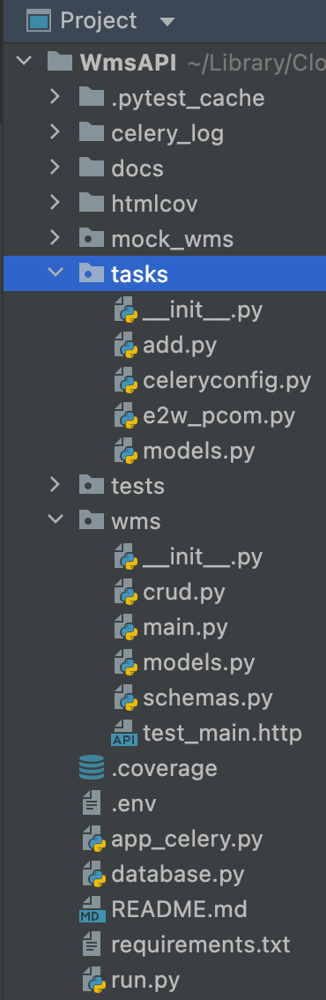 Project
WmsAPI ~/Library/Clo
.pytest_cache
celery_log
docs
htmlcov
mock_wms
tasks
__init__.py
add.py
celeryconfig.py
e2w_pcom.py
models.py
tests
wms
__init__.py
crud.py
main.py
models.py
schemas.py
API test_main.http
.coverage
.env
app_celery.py
database.py
MD README.md
requirements.txt
run.py